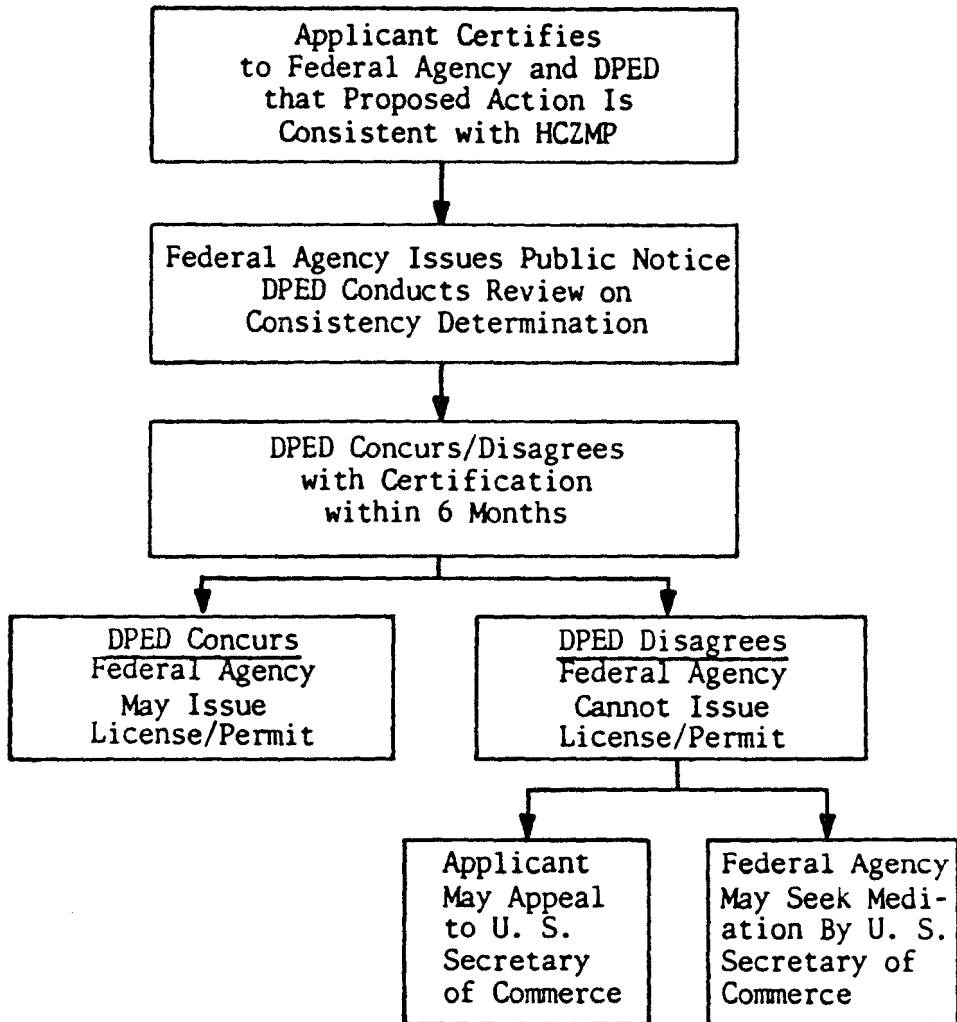 Applicant Certifies
to Federal Agency and DPED
that Proposed Action Is
Consistent with HCZMP
Federal Agency Issues Public Notice
DPED Conducts Review on
Consistency Determination
DPED Concurs/Disagrees
with Certification
within 6 Months
DPED Concurs
Federal Agency
May Issue
License/Permit
DPED Disagrees
Federal Agency
Cannot Issue
License/Permit
Applicant
May Appeal
to U. S.
Secretary
of Commerce
Federal Agency
May Seek Medi-
ation By U. S.
Secretary of
Commerce